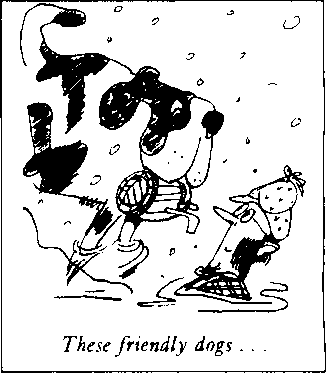 These friendly dogs . . .